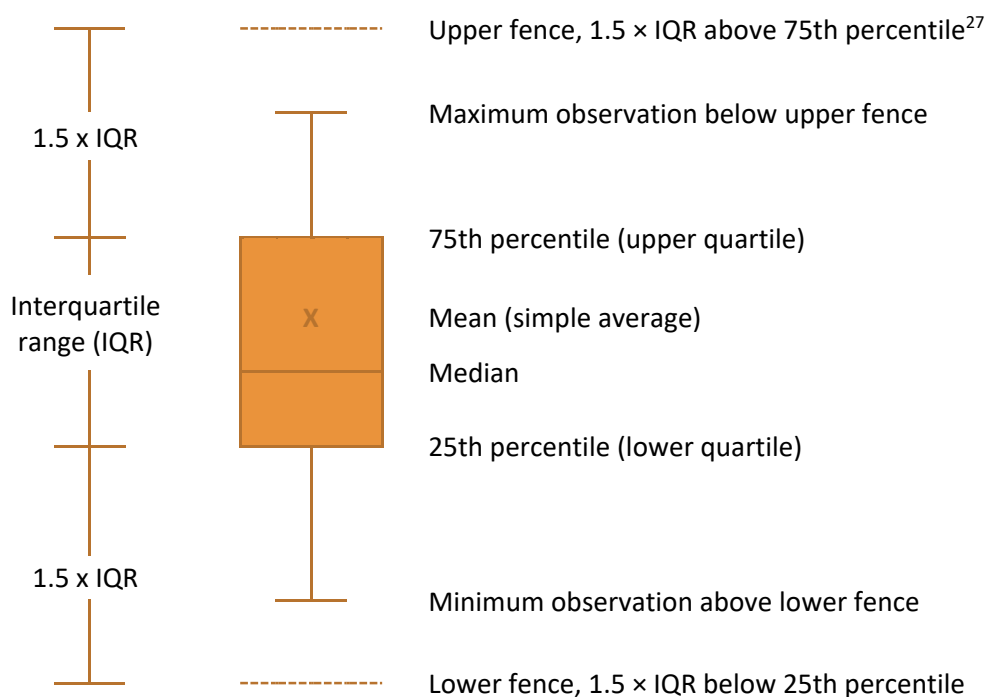 Upper fence, 1.5 × IQR above 75th percentile27
Maximum observation below upper fence
1.5 x IQR
75th percentile (upper quartile)
Interquartile
range (IQR)
X
Mean (simple average)
Median
25th percentile (lower quartile)
1.5 x IQR
Minimum observation above lower fence
Lower fence, 1.5 × IQR below 25th percentile